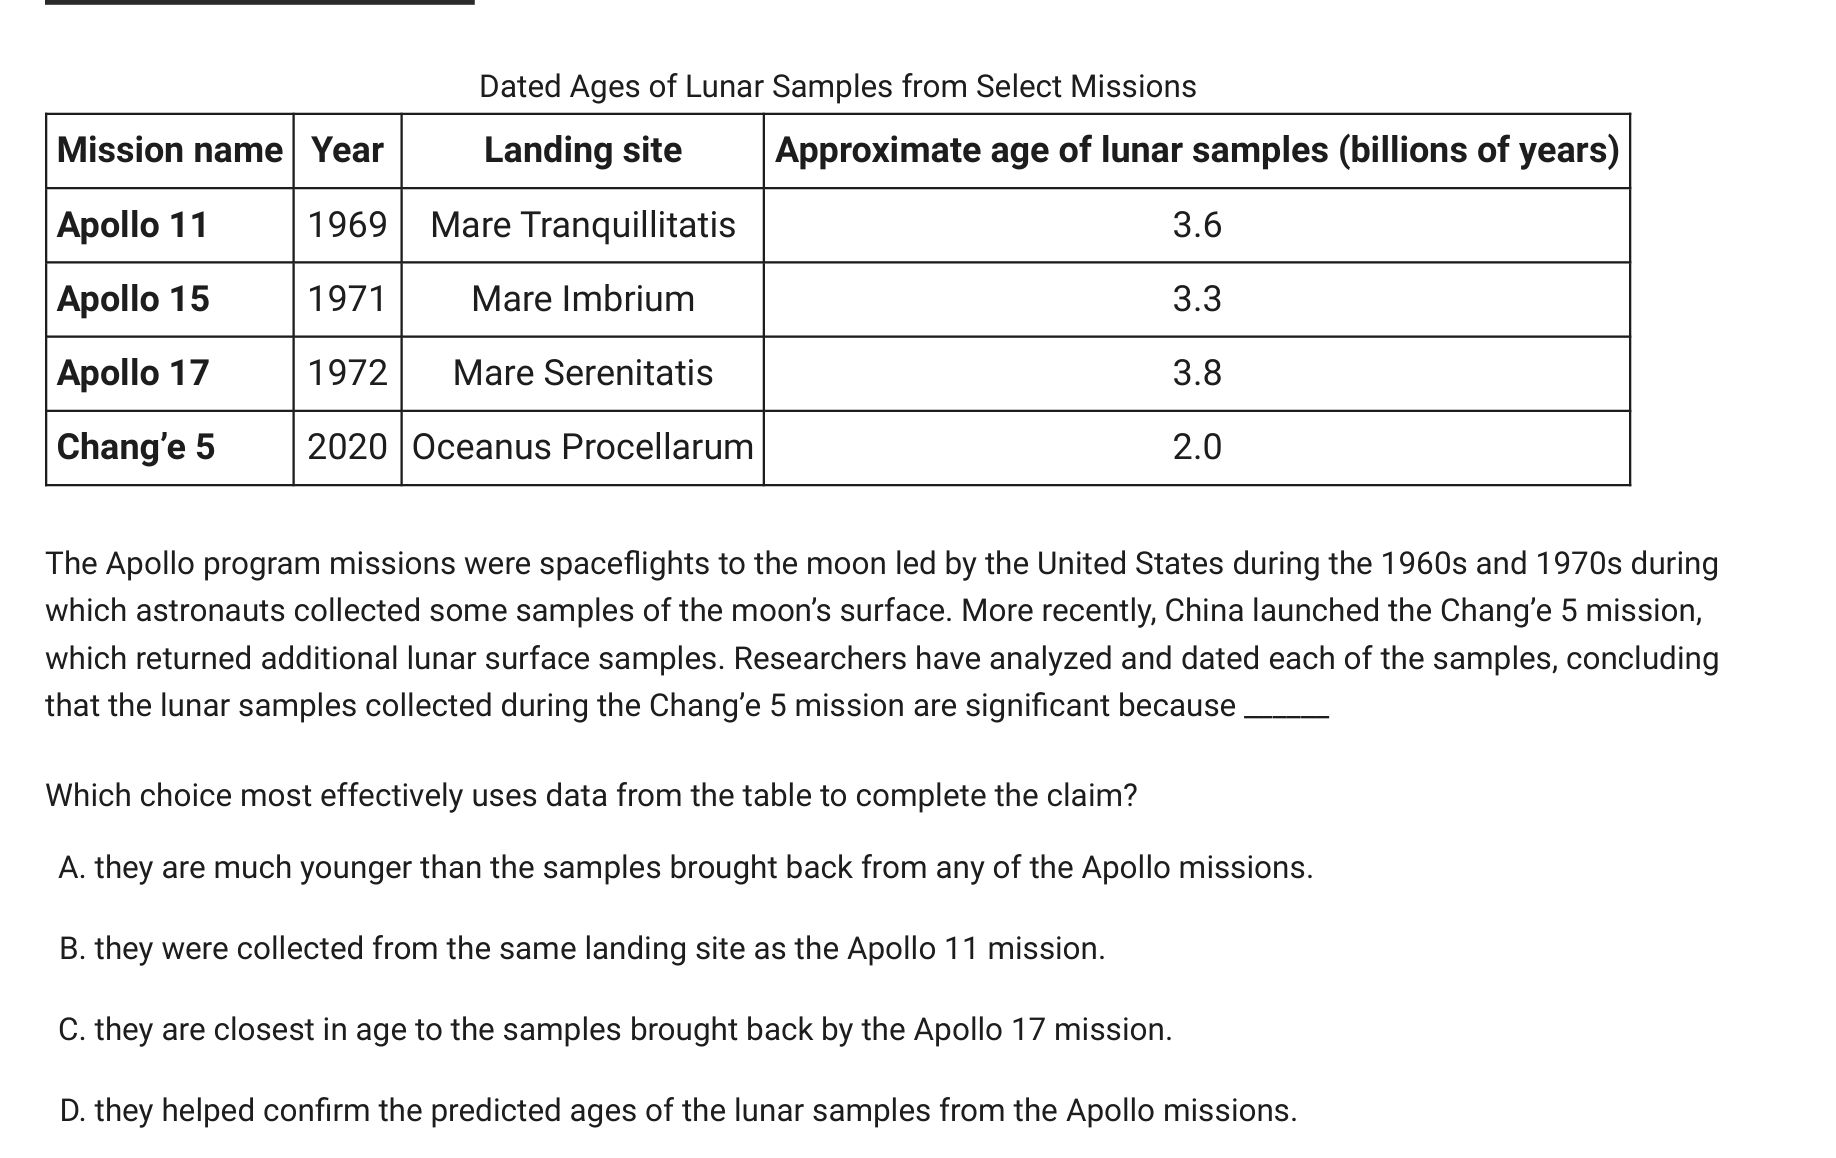 Dated Ages of Lunar Samples from Select Missions
Mission name Year Landing site Approximate age of lunar samples (billions of years)
Apollo 11 1969 Mare Tranquillitatis 3.6
Apollo 15 1971 Mare Imbrium 3.3
Apollo 17 1972 Mare Serenitatis 3.8
Chang’e 5 2020 Oceanus Procellarum 2.0
The Apollo program missions were spaceflights to the moon led by the United States during the 1960s and 1970s during
which astronauts collected some samples of the moon’s surface. More recently, China launched the Chang’e 5 mission,
which returned additional lunar surface samples. Researchers have analyzed and dated each of the samples, concluding
that the lunar samples collected during the Chang’e 5 mission are significant because ______
Which choice most effectively uses data from the table to complete the claim?
A. they are much younger than the samples brought back from any of the Apollo missions.
B. they were collected from the same landing site as the Apollo 11 mission.
C. they are closest in age to the samples brought back by the Apollo 17 mission.
D. they helped confirm the predicted ages of the lunar samples from the Apollo missions.